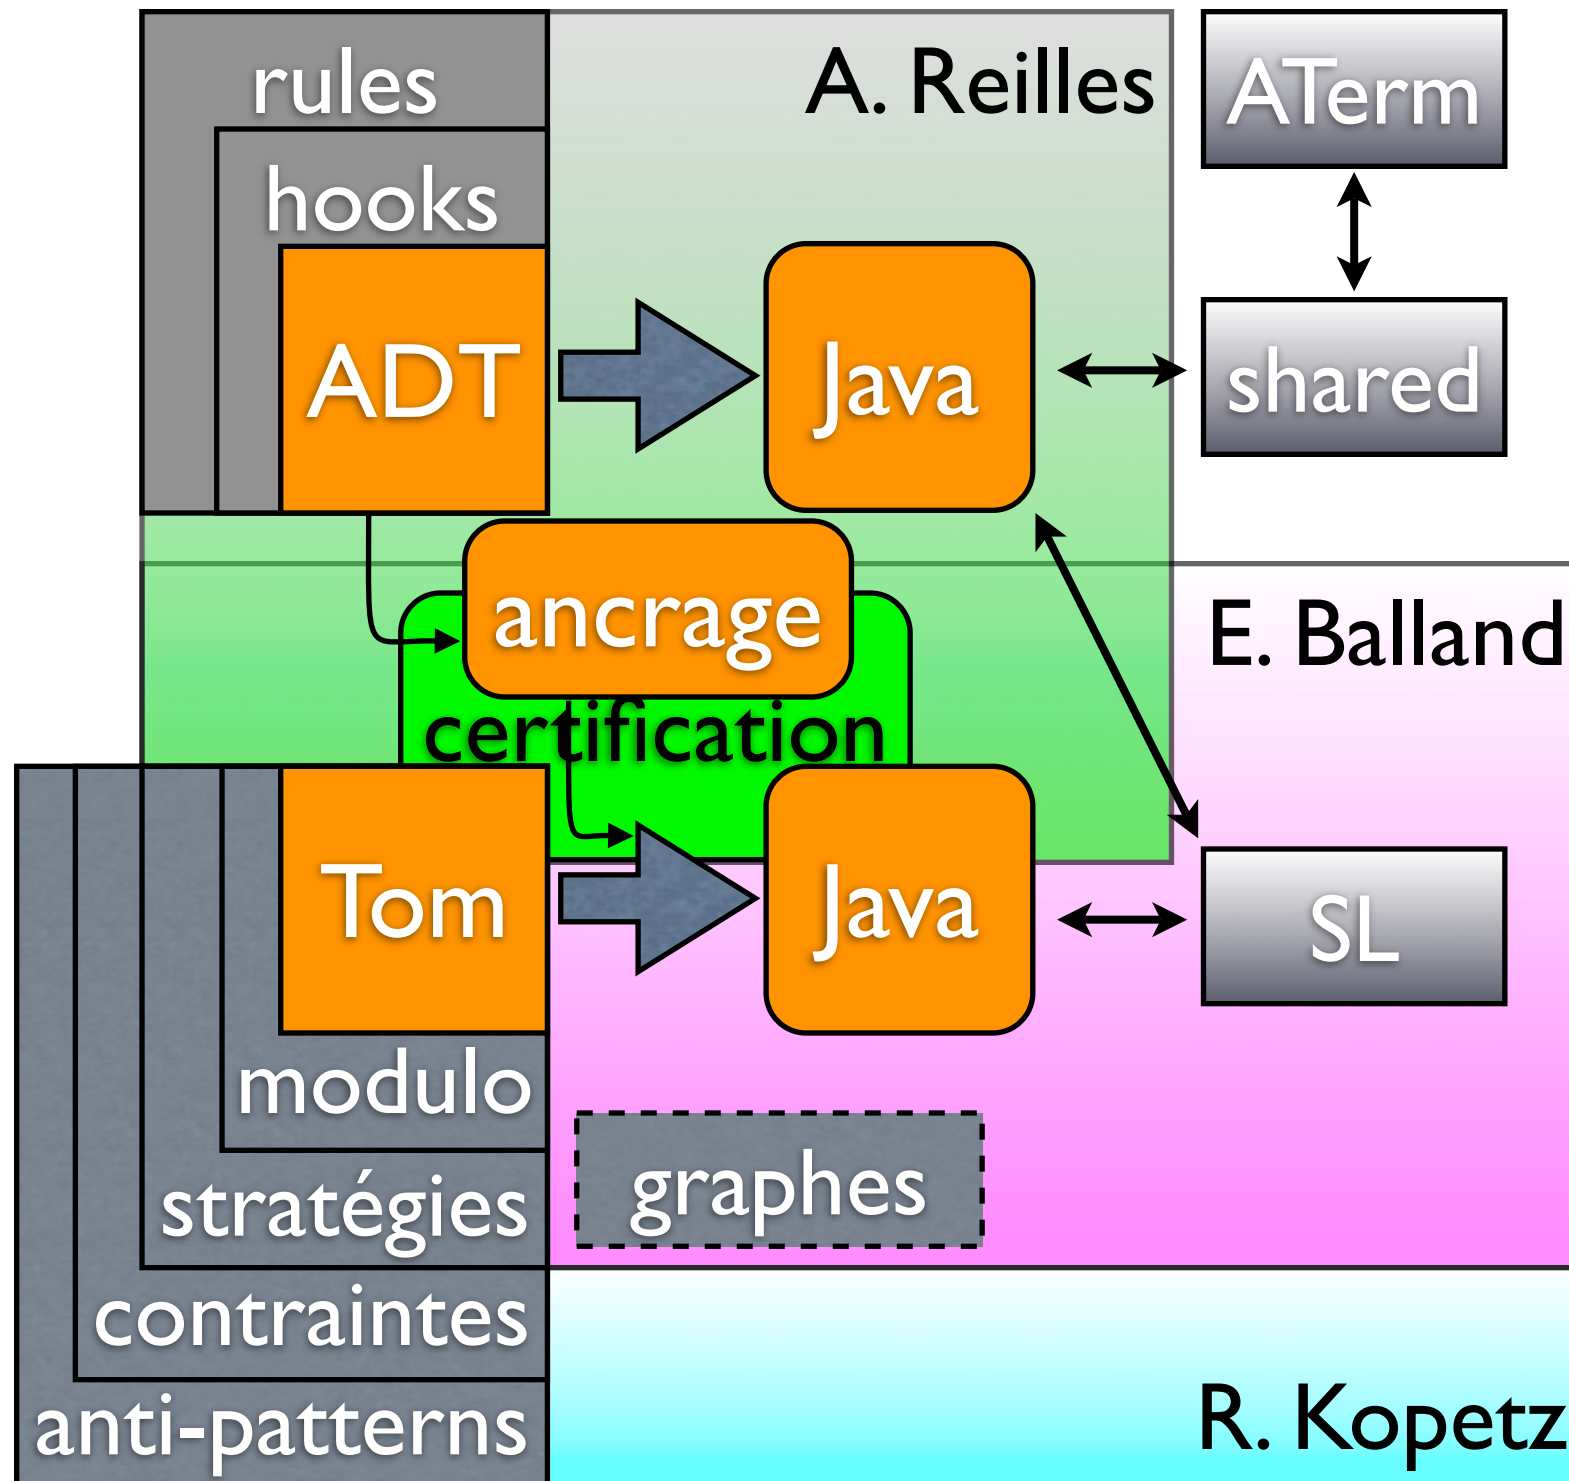 rules
A. Reilles
ATerm
hooks
ADT
Java
shared
ancrage
E. Balland
certification
Tom
Java
SL
modulo
graphes
stratégies
contraintes
anti-patterns
R. Kopetz